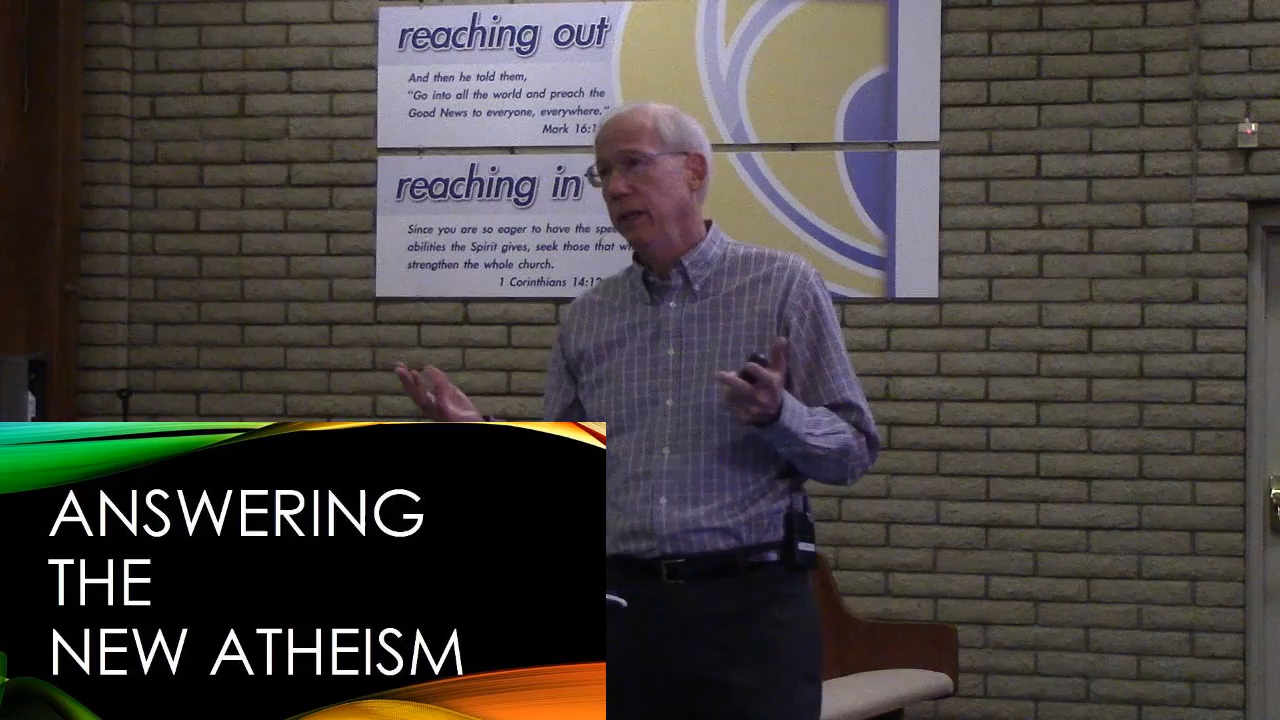 reaching out
And then he told them,
"Go into all the world and preach the
Good News to everyone, everywhere."
Mark 16:1
reaching in
Since you are so eager to have the
abilities the Spirit gives, seek those that
strengthen the whole church.
1 Corinthians 14:12
ANSWERING
THE
NEW ATHEISM